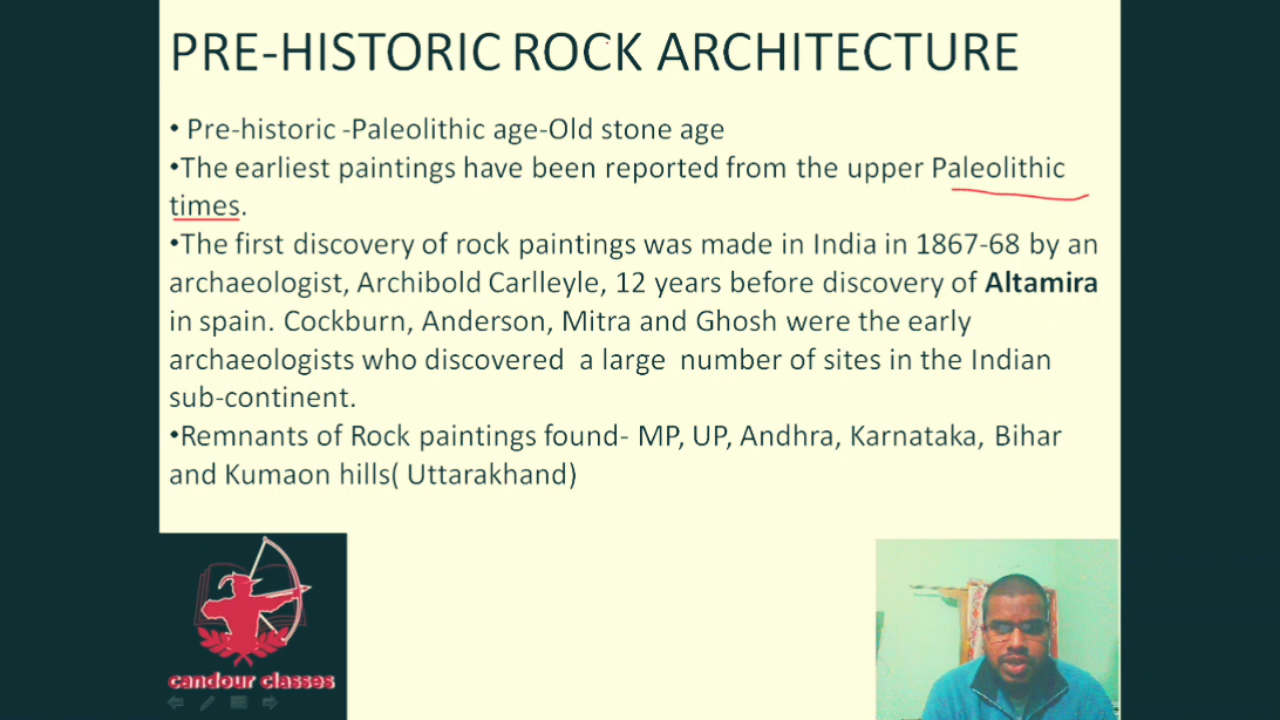 PRE-HISTORIC ROCK ARCHITECTURE
• Pre-historic -Paleolithic age-Old stone age
•The earliest paintings have been reported from the upper Paleolithic
times.
•The first discovery of rock paintings was made in India in 1867-68 by an
archaeologist, Archibold Carlleyle, 12 years before discovery of Altamira
in spain. Cockburn, Anderson, Mitra and Ghosh were the early
archaeologists who discovered a large number of sites in the Indian
sub-continent.
•Remnants of Rock paintings found- MP, UP, Andhra, Karnataka, Bihar
and Kumaon hills( Uttarakhand)
candour classes